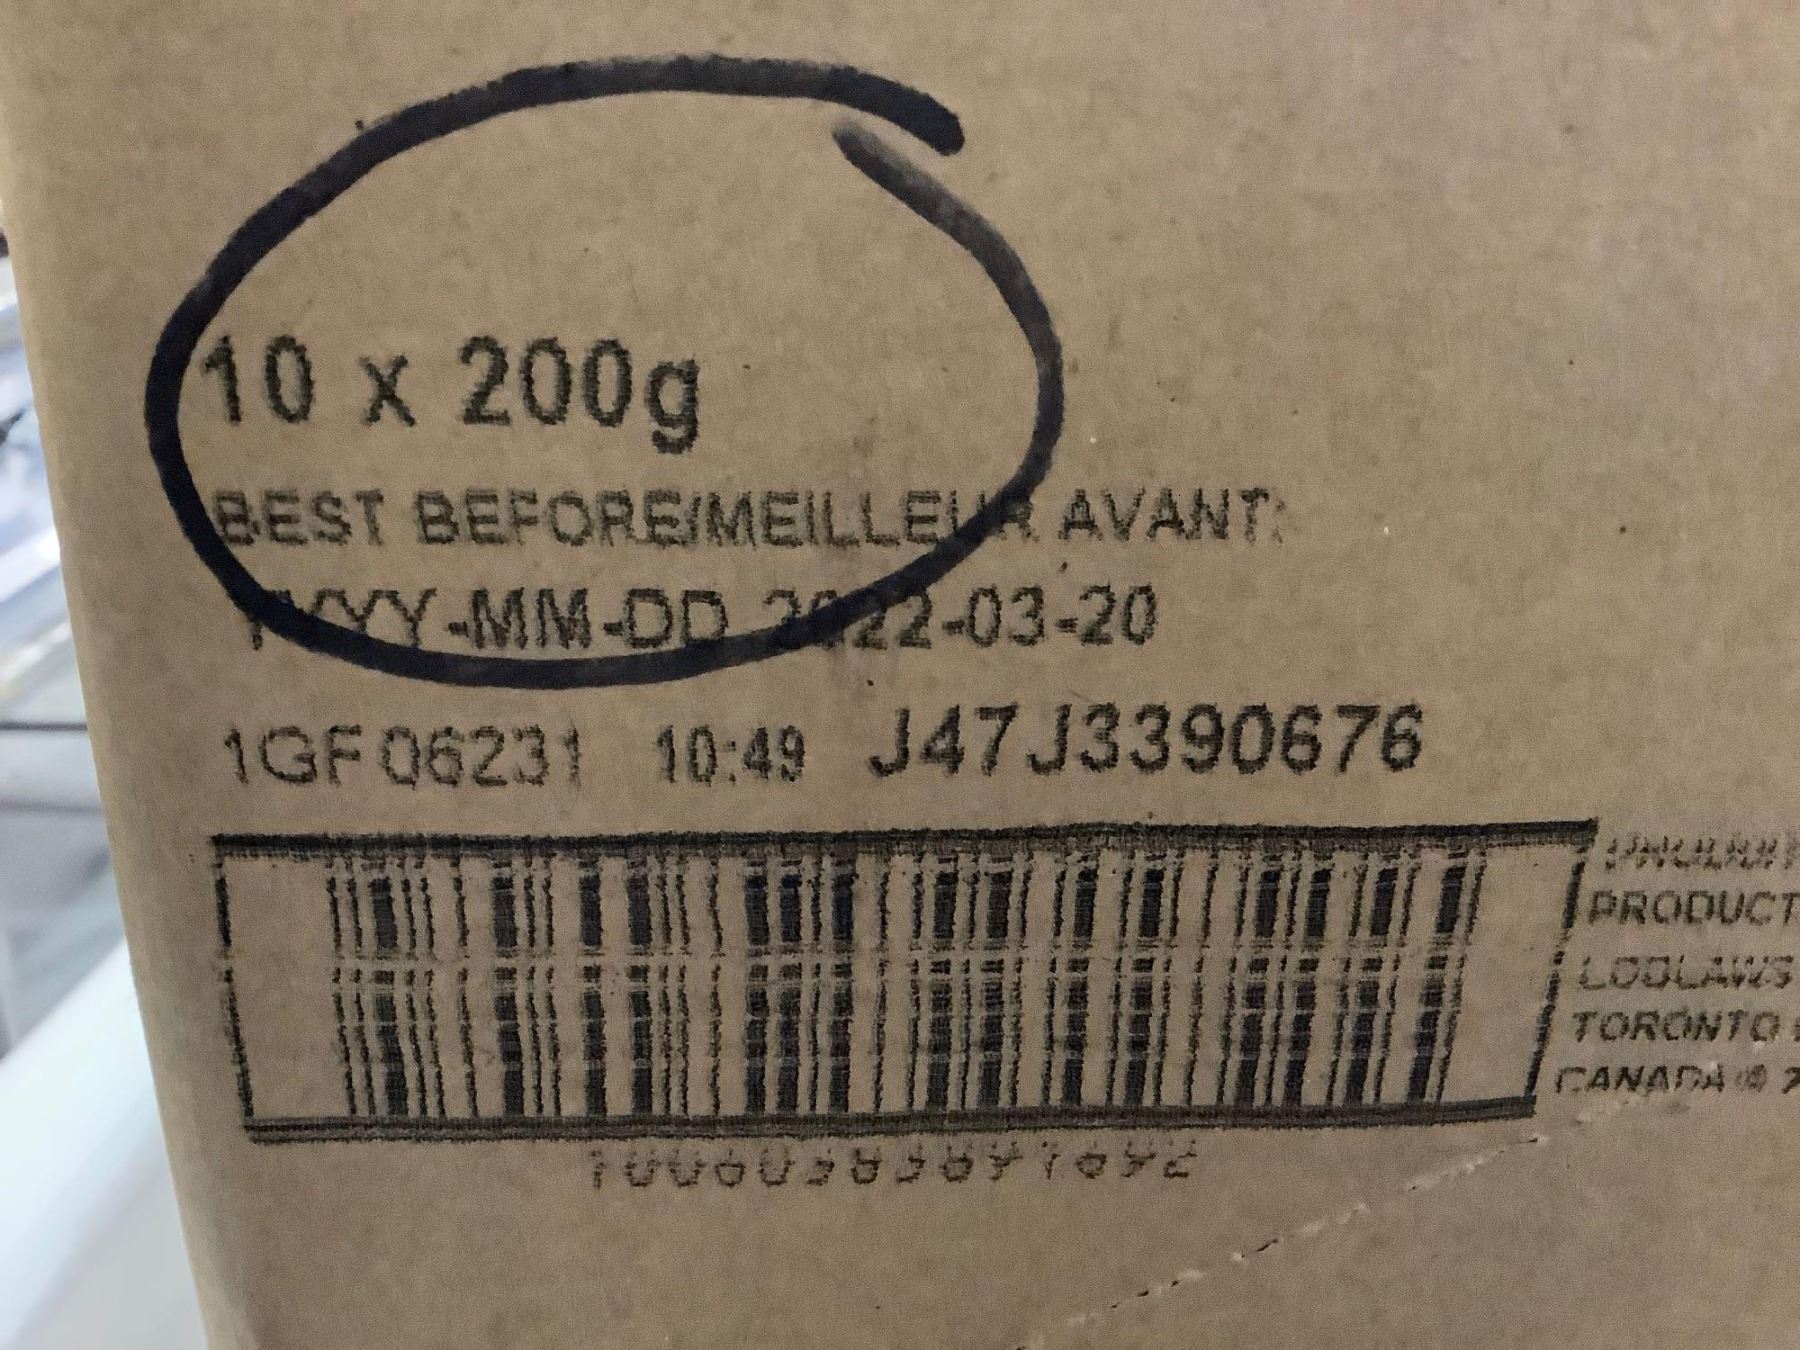 10 x 200g
BEST BEFORE/MEILLEUR AVANT:
YYYY-MM-DD 2022-03-20
1GF06231 10:49 J47J3390676
PRODUCT
LOBLAWS
TORONTO
CANADA ©